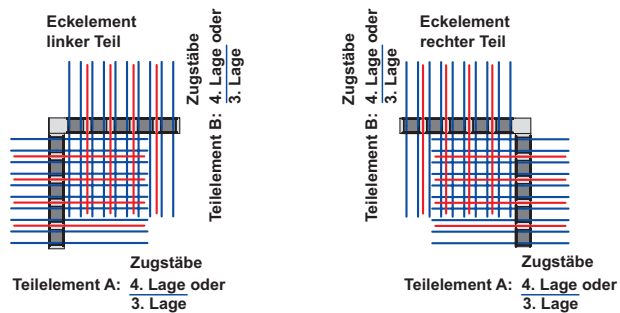 Eckelement
linker Teil
Zugstäbe
Teilelement B: 4. Lage oder
3. Lage
Zugstäbe
Teilelement A: 4. Lage oder
3. Lage
Eckelement
rechter Teil
Zugstäbe
Teilelement B: 4. Lage oder
3. Lage
Zugstäbe
Teilelement A: 4. Lage oder
3. Lage